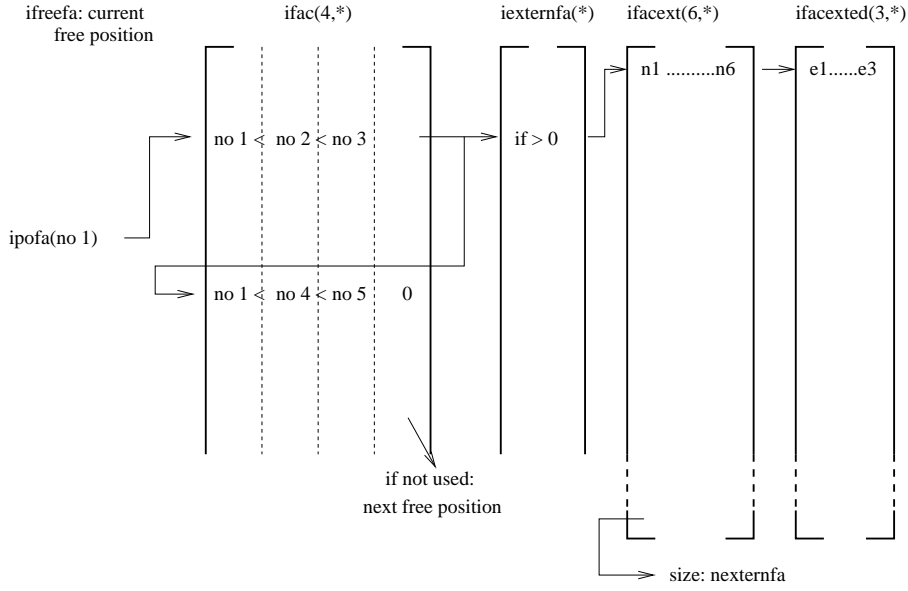 ifreefa: current
free position
ifac(4,*)
iexternfa(*)
ifacext(6,*)
ifacexted(3,*)
n1 ..........n6
e1......e3
no 1 < no 2 < no 3
if > 0
ipofa(no 1)
no 1 < no 4 < no 5 0
if not used:
next free position
size: nexternfa